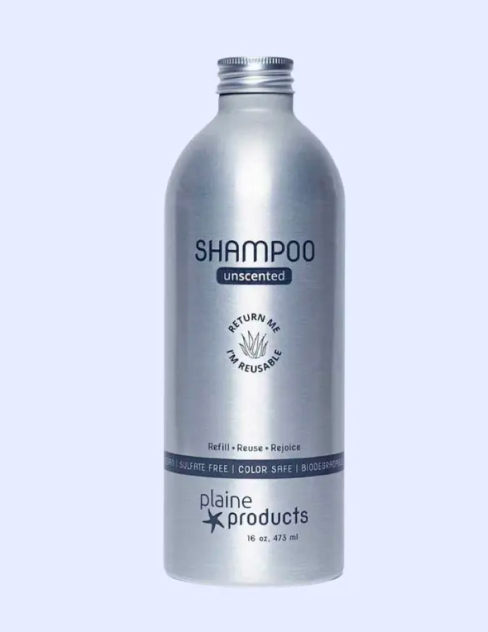 SHAMPOO
unscented
RETURN ME
I'M REUSABLE
Refill • Reuse • Rejoice
| SULFATE FREE | COLOR SAFE |
plaine
products
16 oz, 473 ml